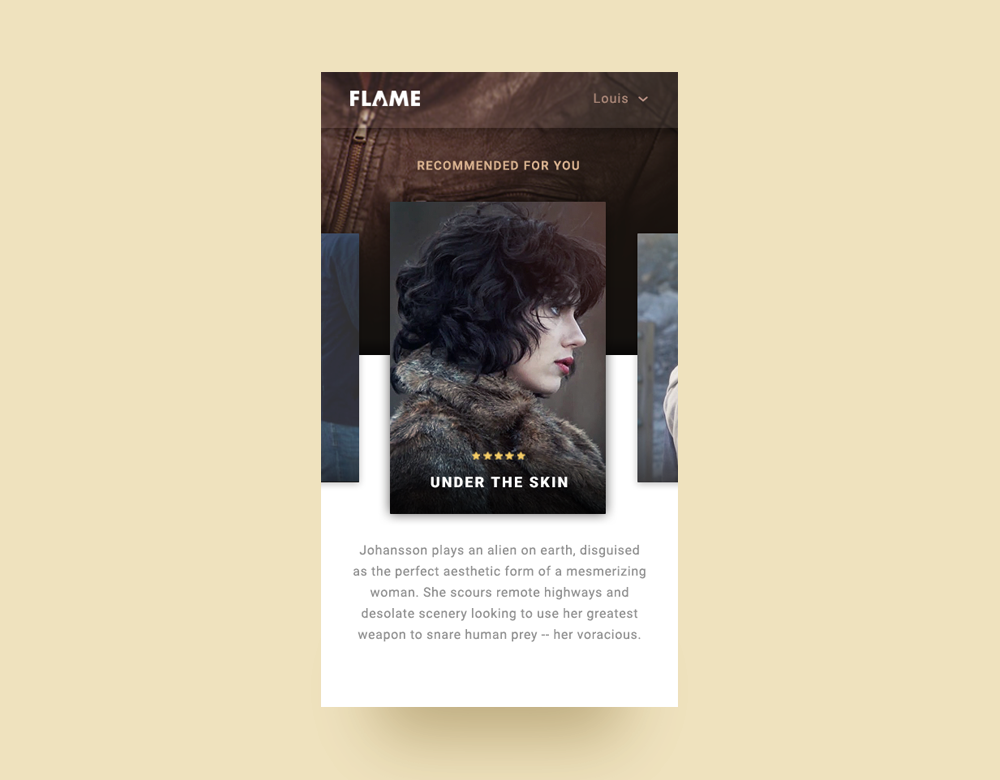 FLAME
Louis
RECOMMENDED FOR YOU
UNDER THE SKIN
Johansson plays an alien on earth, disguised
as the perfect aesthetic form of a mesmerizing
woman. She scours remote highways and
desolate scenery looking to use her greatest
weapon to snare human prey -- her voracious.